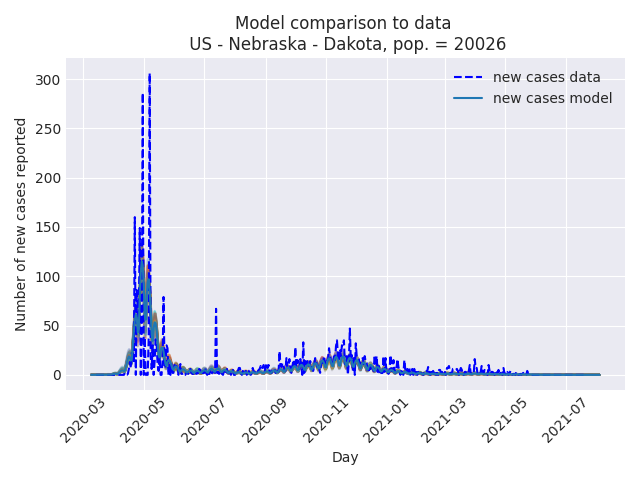 Model comparison to data
US - Nebraska - Dakota, pop. = 20026
new cases data
new cases model
Number of new cases reported
300
250
200
150
100
50
0
2020-03
2020-05
2020-07
2020-09
2020-11
2021-01
2021-03
2021-05
2021-07
Day